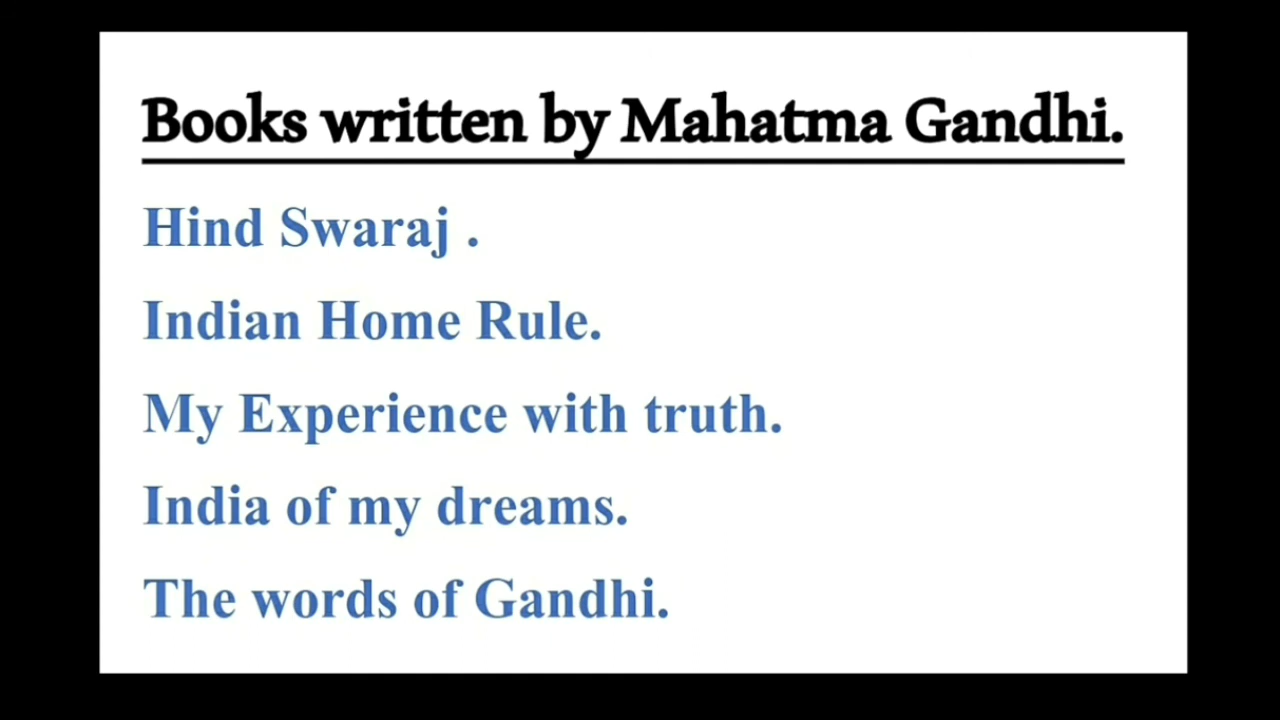 Books written by Mahatma Gandhi.
Hind Swaraj .
Indian Home Rule.
My Experience with truth.
India of my dreams.
The words of Gandhi.